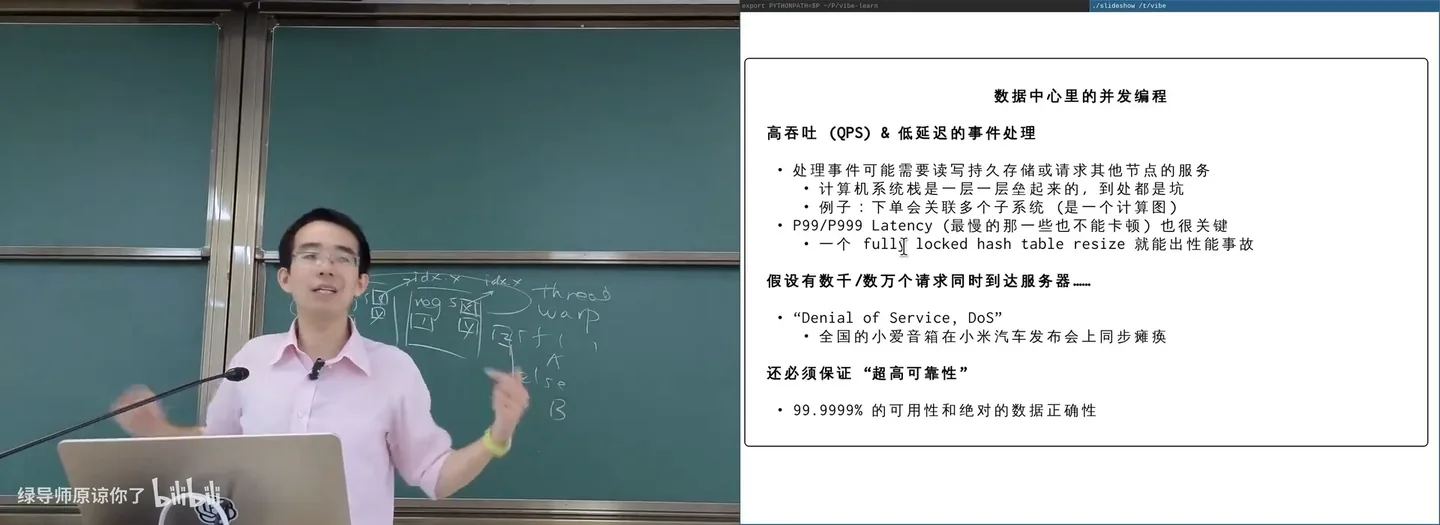 export PYTHONPATH=$P ~/P/vibe-learn
./slideshow /t/vibe
数据中心里的并发编程
高吞吐 (QPS) & 低延迟的事件处理
• 处理事件可能需要读写持久存储或请求其他节点的服务
• 计算机系统栈是一层一层垒起来的, 到处都是坑
• 例子：下单会关联多个子系统 (是一个计算图)
• P99/P999 Latency (最慢的那一些也不能卡顿) 也很关键
• 一个 fully locked hash table resize 就能出性能事故
假设有数千/数万个请求同时到达服务器……
• “Denial of Service, DoS”
• 全国的小爱音箱在小米汽车发布会上同步瘫痪
还必须保证 “超高可靠性”
• 99.9999% 的可用性和绝对的数据正确性
idx.x
idx.x
thread
warp
reg
if
A
else
B
绿导师原谅你了
bilibili